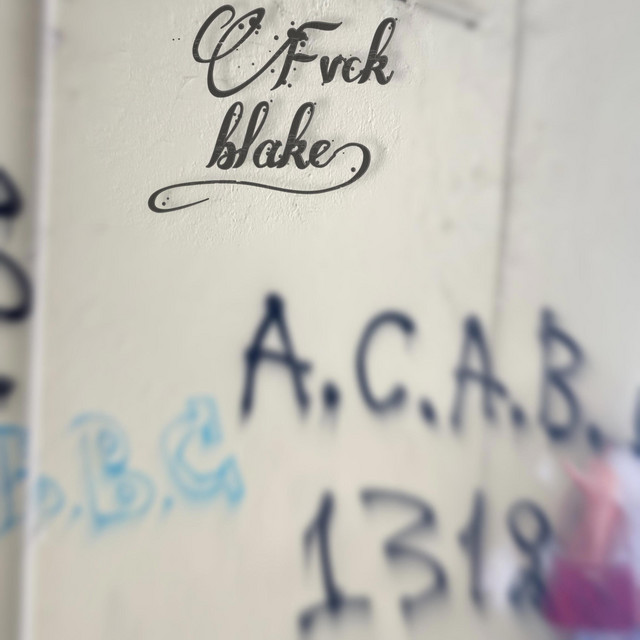 Fvck
blake
A.C.A.B.
B.B.C
1318